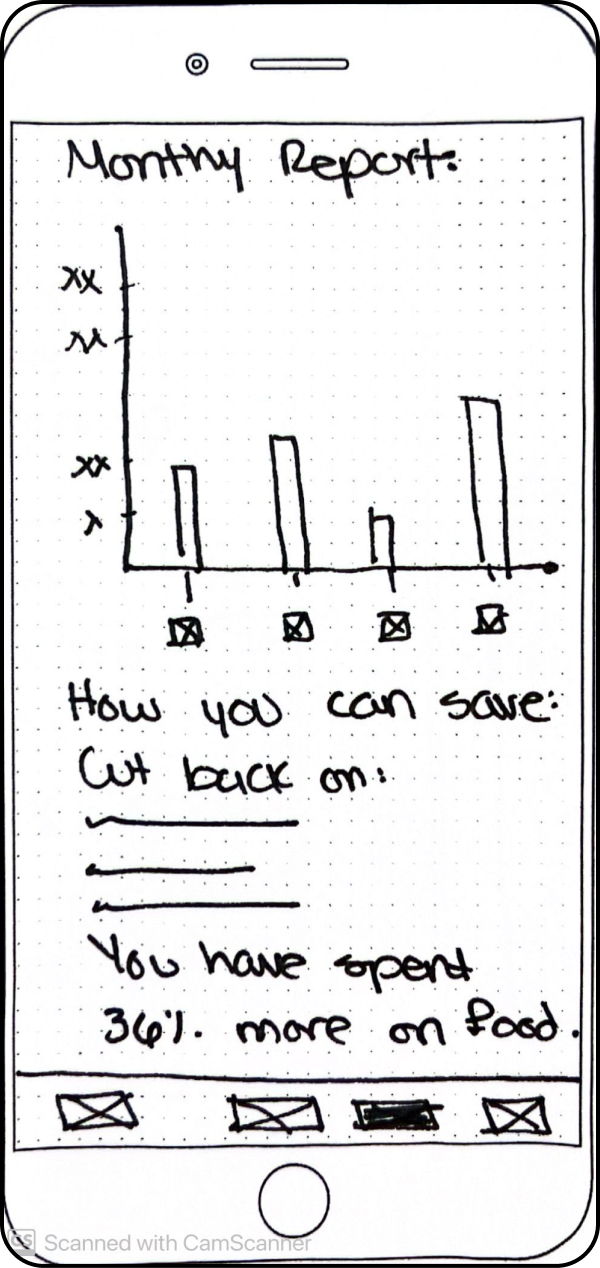 Monthy Report:
xx
xx
xx
x
How you can save:
Cut back on:
You have spent
36%. more on food.
CS Scanned with CamScanner